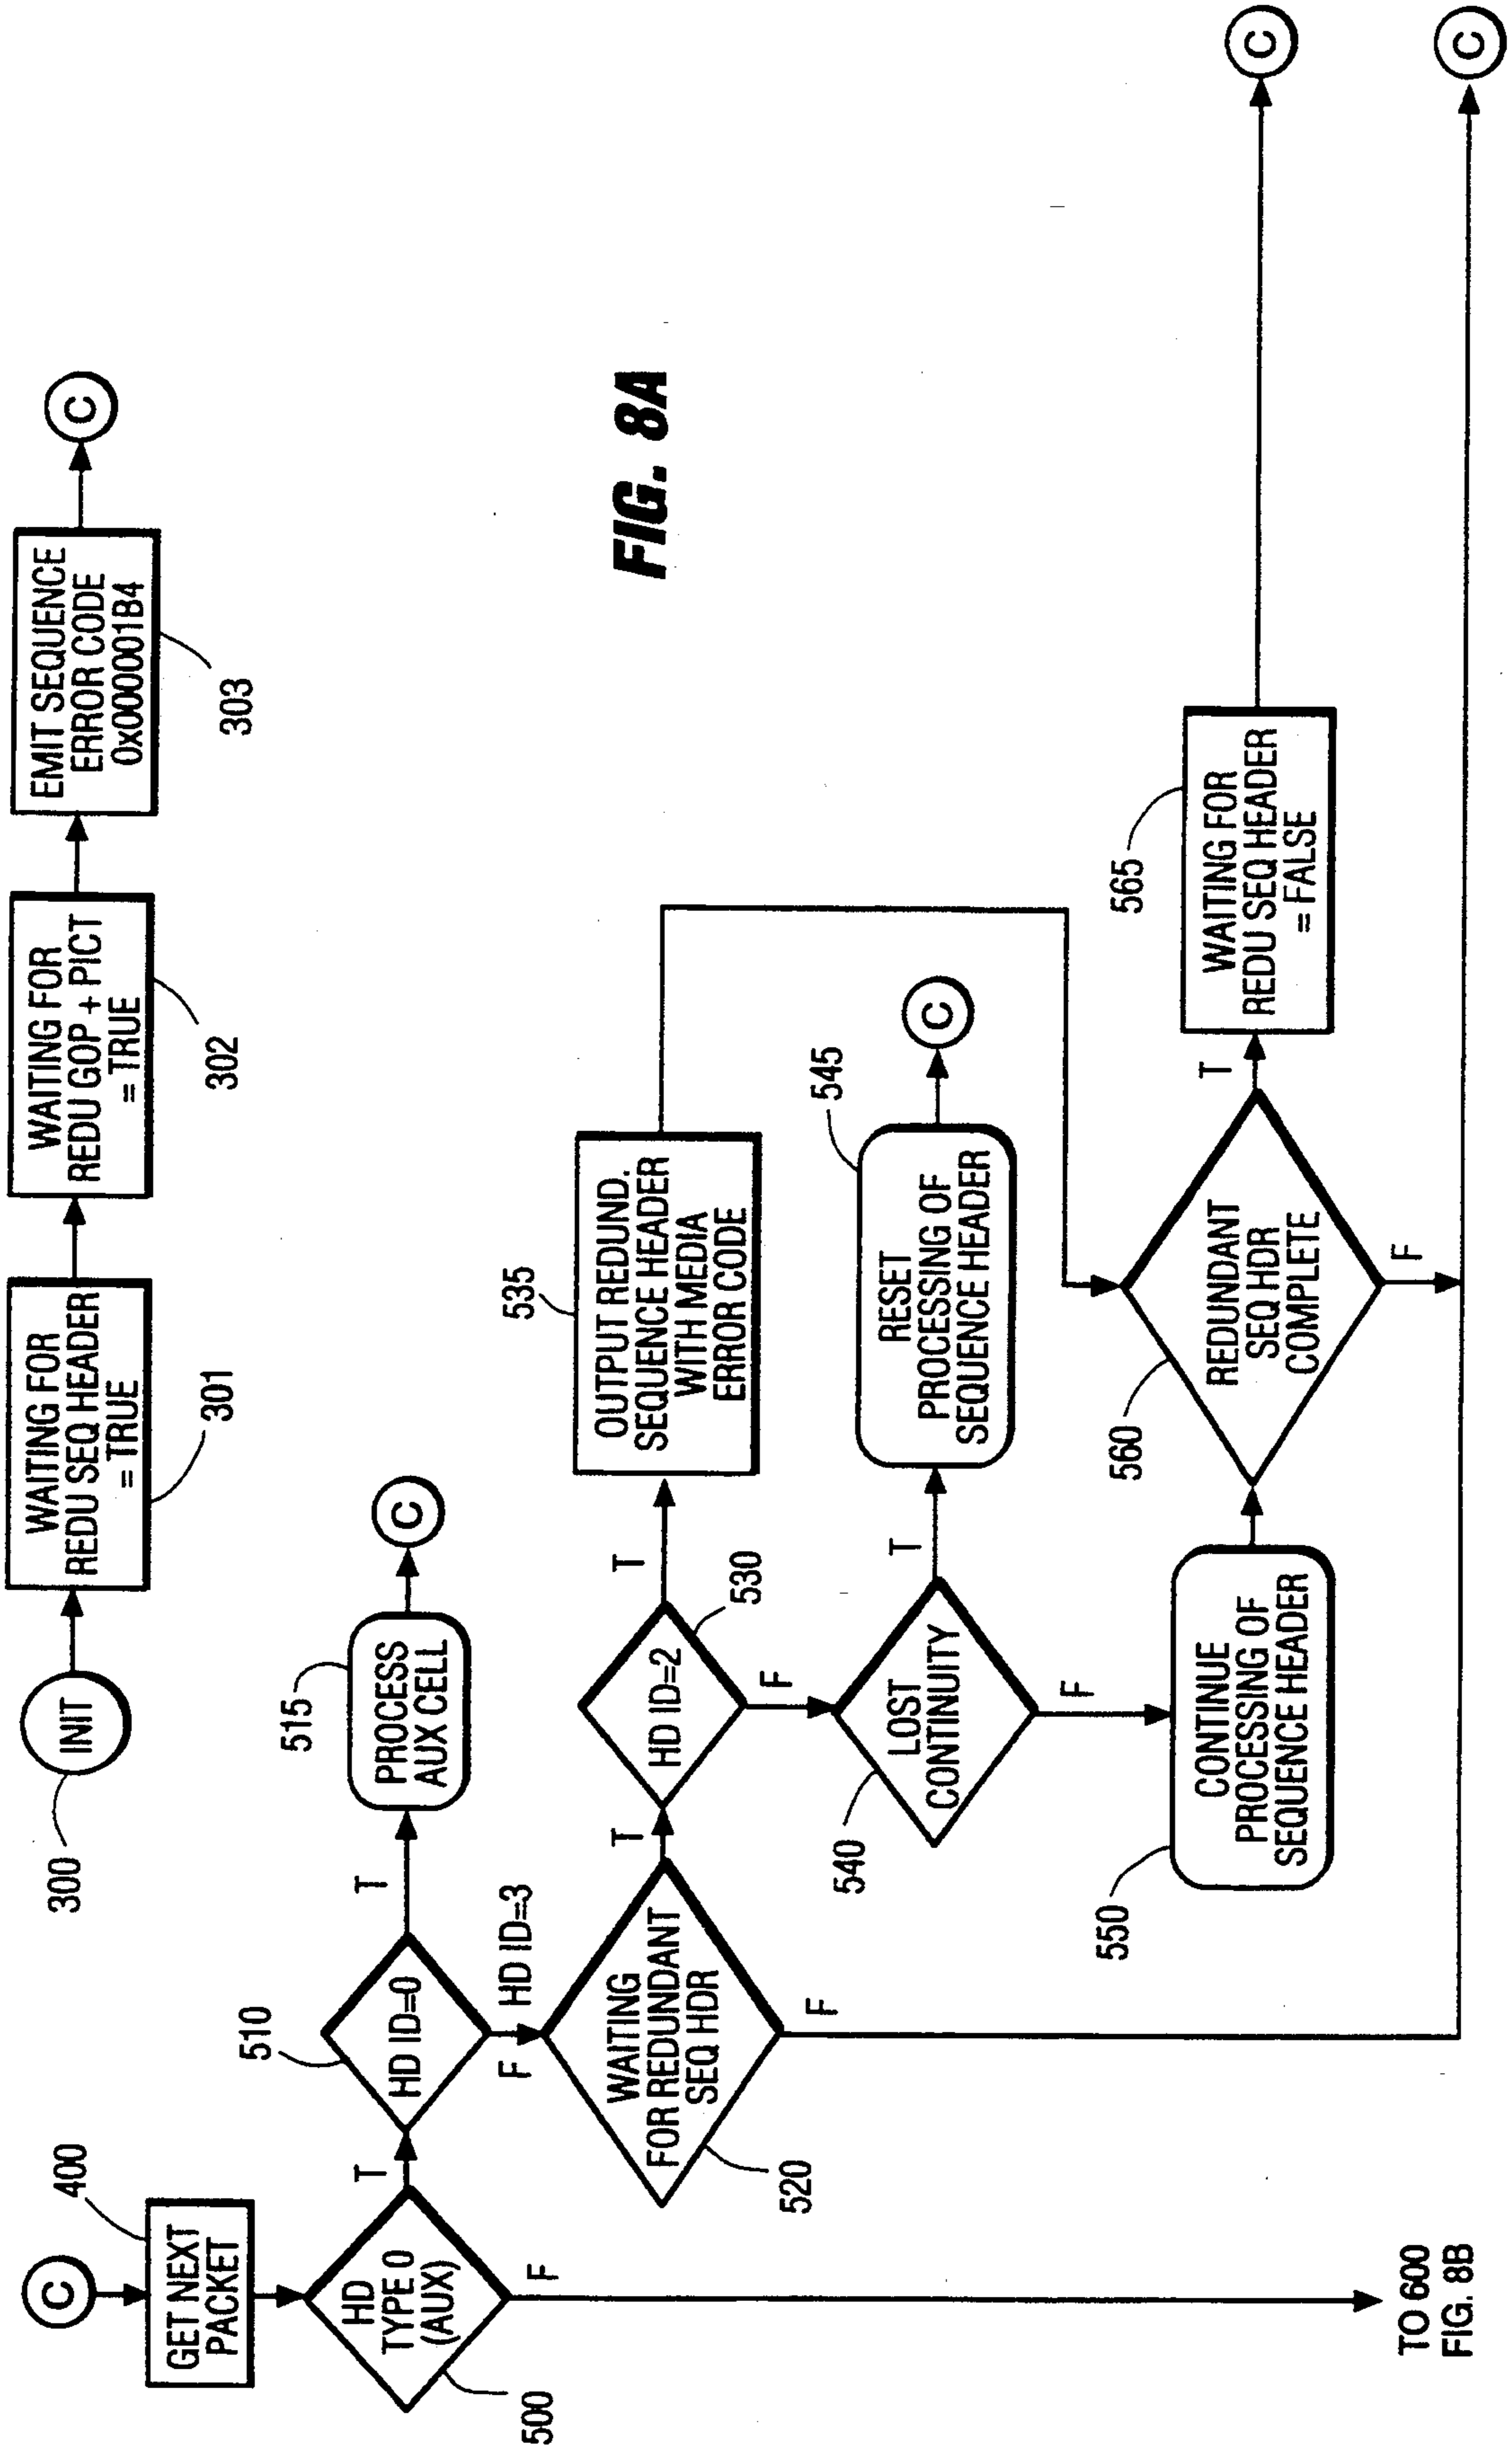 INIT
300
WAITING FOR
REDU SEQ HEADER
= TRUE
301
WAITING FOR
REDU GOP + PICT
= TRUE
302
EMIT SEQUENCE
ERROR CODE
0x000001B4
303
C
C
GET NEXT
PACKET
400
HD
TYPE 0
(AUX)
500
T
F
TO 600
FIG. 8B
HD ID=0
510
T
F
HD ID=3
PROCESS
AUX CELL
515
C
WAITING
FOR REDUNDANT
SEQ HDR
520
T
F
HD ID=2
530
T
F
OUTPUT REDUND.
SEQUENCE HEADER
WITH MEDIA
ERROR CODE
535
LOST
CONTINUITY
540
T
F
RESET
PROCESSING OF
SEQUENCE HEADER
545
C
CONTINUE
PROCESSING OF
SEQUENCE HEADER
550
REDUNDANT
SEQ HDR
COMPLETE
560
T
F
WAITING FOR
REDU SEQ HEADER
= FALSE
565
C
C
FIG. 8A